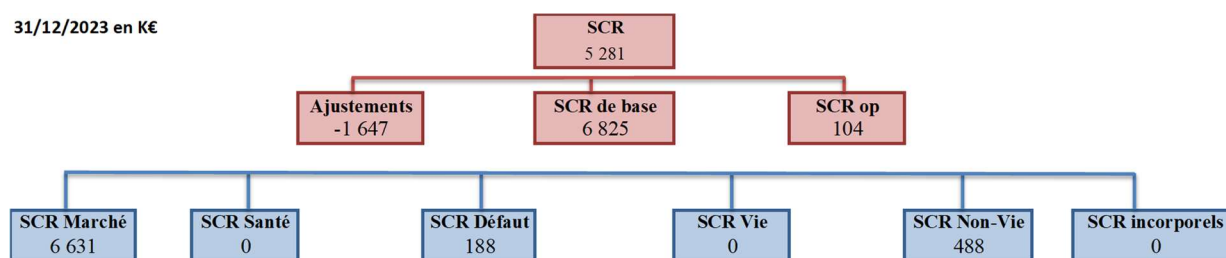 31/12/2023 en K€
SCR
5 281
Ajustements
-1 647
SCR de base
6 825
SCR op
104
SCR Marché
6 631
SCR Santé
0
SCR Défaut
188
SCR Vie
0
SCR Non-Vie
488
SCR incorporels
0